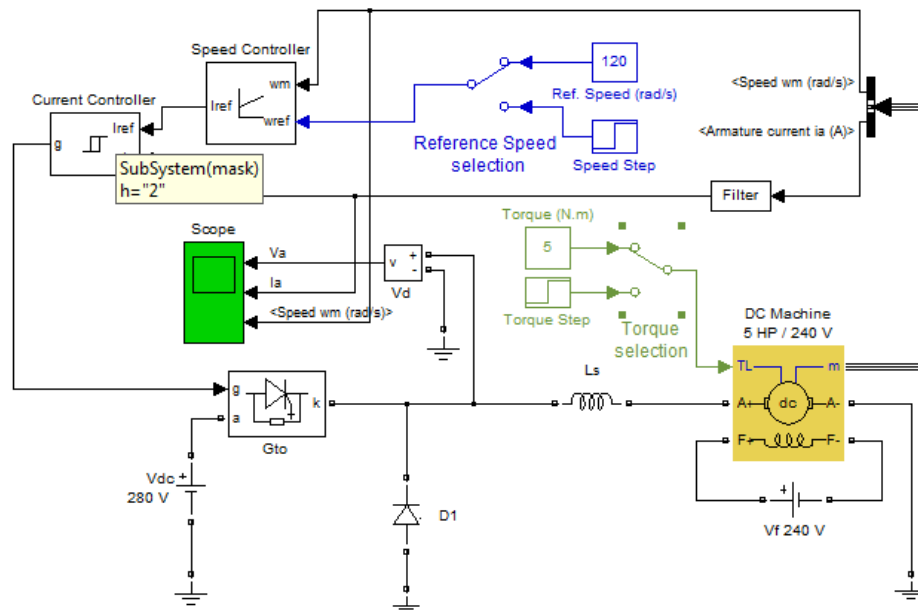 Speed Controller
wm
Iref
wref
Current Controller
Iref
g
SubSystem(mask)
h="2"
120
Ref. Speed (rad/s)
Reference Speed
selection
Speed Step
<Speed wm (rad/s)>
<Armature current ia (A)>
Filter
Scope
Va
Ia
<Speed wm (rad/s)>
v
+
-
Vd
Torque (N.m)
5
Torque Step
Torque
selection
DC Machine
5 HP / 240 V
TL
m
A+
dc
A-
F+
F-
Ls
g
a
k
Gto
Vdc
+
280 V
D1
+
Vf 240 V